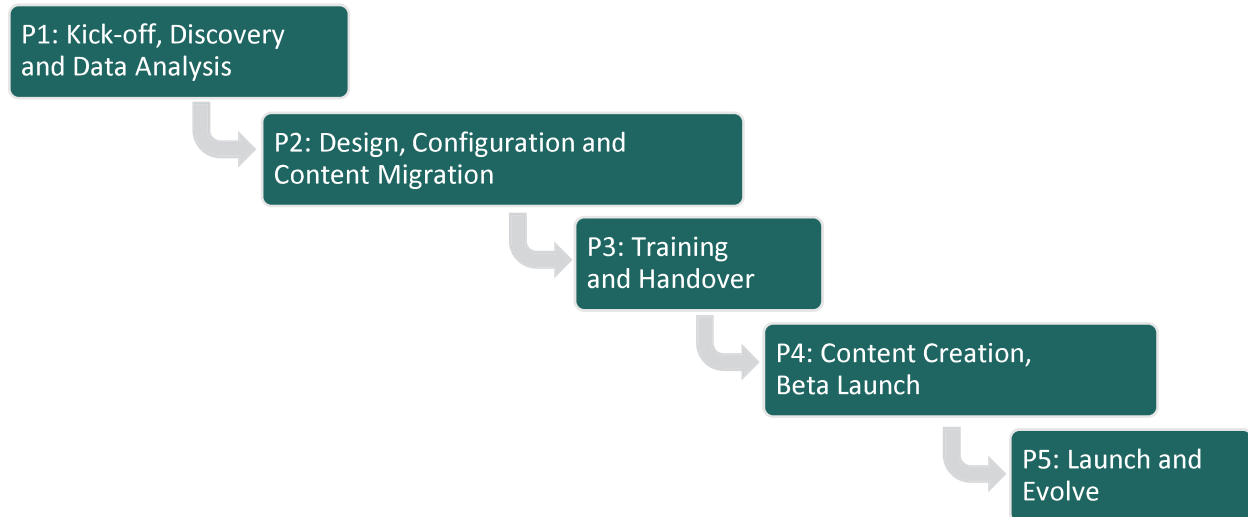 P1: Kick-off, Discovery
and Data Analysis
P2: Design, Configuration and
Content Migration
P3: Training
and Handover
P4: Content Creation,
Beta Launch
P5: Launch and
Evolve